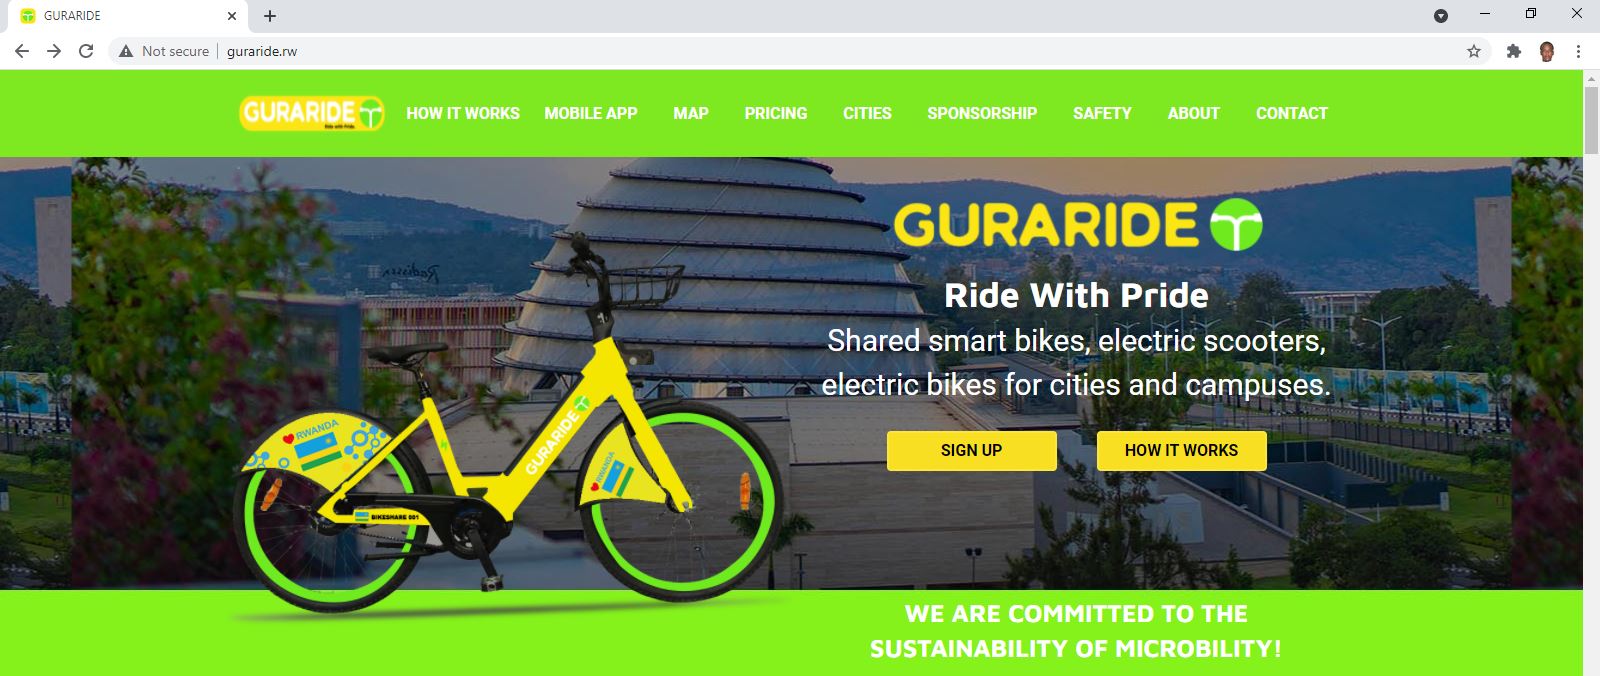 GURARIDE
Not secure
guraride.rw
GURARIDE
Ride with Pride
HOW IT WORKS
MOBILE APP
MAP
PRICING
CITIES
SPONSORSHIP
SAFETY
ABOUT
CONTACT
GURARIDE
Ride With Pride
Shared smart bikes, electric scooters,
electric bikes for cities and campuses.
SIGN UP
HOW IT WORKS
Radisson
RWANDA
GURARIDE
RWANDA
BIKESHARE 001
WE ARE COMMITTED TO THE
SUSTAINABILITY OF MICROBILITY!